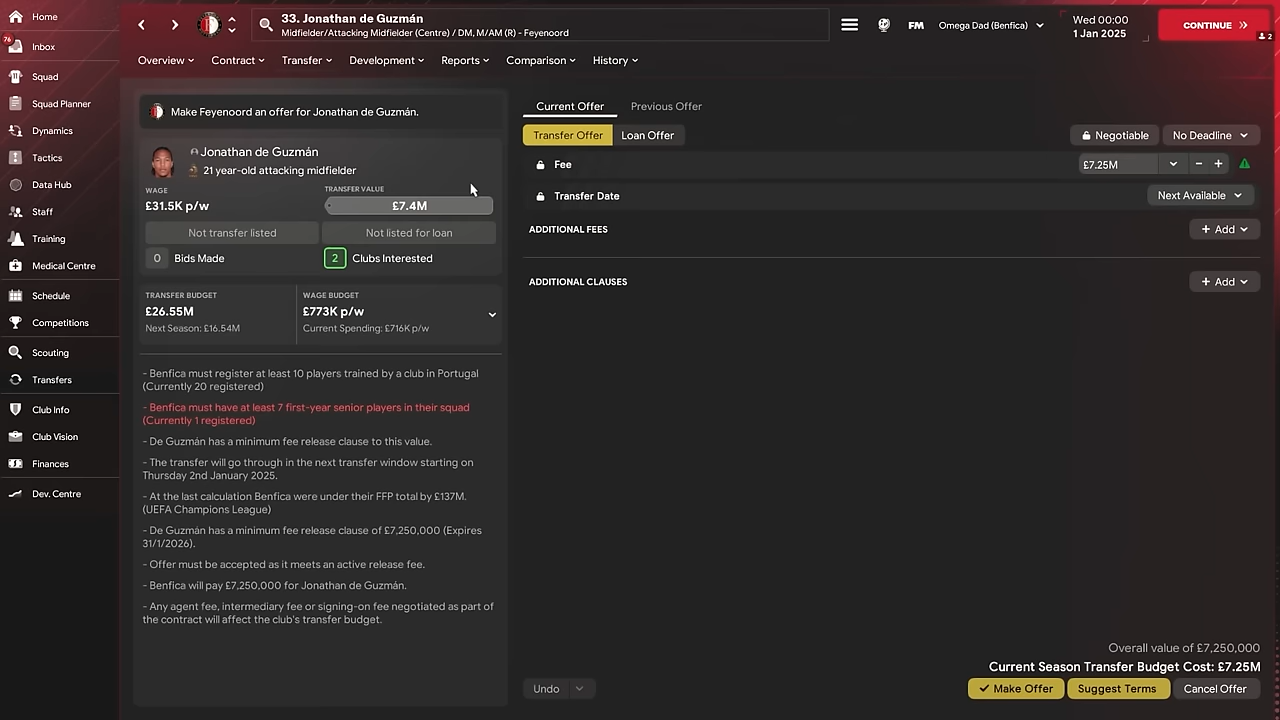 Home
33. Jonathan de Guzmán
Midfielder/Attacking Midfielder (Centre) / DM, M/AM (R) - Feyenoord
FM
Omega Dad (Benfica)
Wed 00:00
1 Jan 2025
CONTINUE
2
76
Inbox
Squad
Squad Planner
Dynamics
Tactics
Data Hub
Staff
Training
Medical Centre
Schedule
Competitions
Scouting
Transfers
Club Info
Club Vision
Finances
Dev. Centre
Overview
Contract
Transfer
Development
Reports
Comparison
History
Make Feyenoord an offer for Jonathan de Guzmán.
Jonathan de Guzmán
21 year-old attacking midfielder
WAGE
£31.5K p/w
TRANSFER VALUE
£7.4M
Not transfer listed
Not listed for loan
0 Bids Made
2 Clubs Interested
TRANSFER BUDGET
£26.55M
Next Season: £16.54M
WAGE BUDGET
£773K p/w
Current Spending: £716K p/w
- Benfica must register at least 10 players trained by a club in Portugal
(Currently 20 registered)
- Benfica must have at least 7 first-year senior players in their squad
(Currently 1 registered)
- De Guzmán has a minimum fee release clause to this value.
- The transfer will go through in the next transfer window starting on
Thursday 2nd January 2025.
- At the last calculation Benfica were under their FFP total by £137M.
(UEFA Champions League)
- De Guzmán has a minimum fee release clause of £7,250,000 (Expires
31/1/2026).
- Offer must be accepted as it meets an active release fee.
- Benfica will pay £7,250,000 for Jonathan de Guzmán.
- Any agent fee, intermediary fee or signing-on fee negotiated as part of
the contract will affect the club's transfer budget.
Current Offer
Previous Offer
Transfer Offer
Loan Offer
Negotiable
No Deadline
Fee
£7.25M
Transfer Date
Next Available
ADDITIONAL FEES
+ Add
ADDITIONAL CLAUSES
+ Add
Overall value of £7,250,000
Current Season Transfer Budget Cost: £7.25M
Undo
Make Offer
Suggest Terms
Cancel Offer